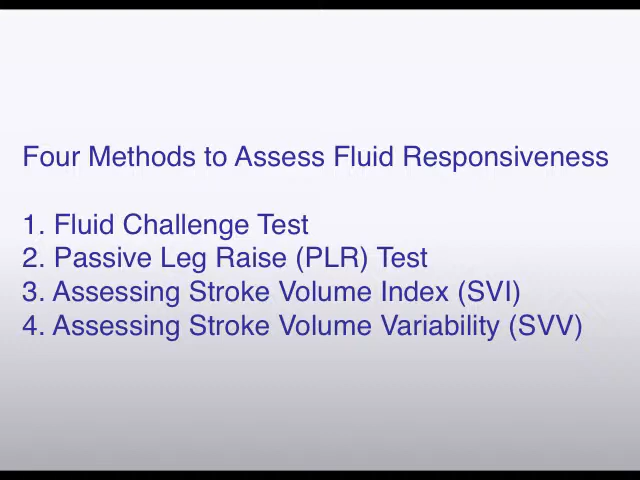 Four Methods to Assess Fluid Responsiveness
1. Fluid Challenge Test
2. Passive Leg Raise (PLR) Test
3. Assessing Stroke Volume Index (SVI)
4. Assessing Stroke Volume Variability (SVV)